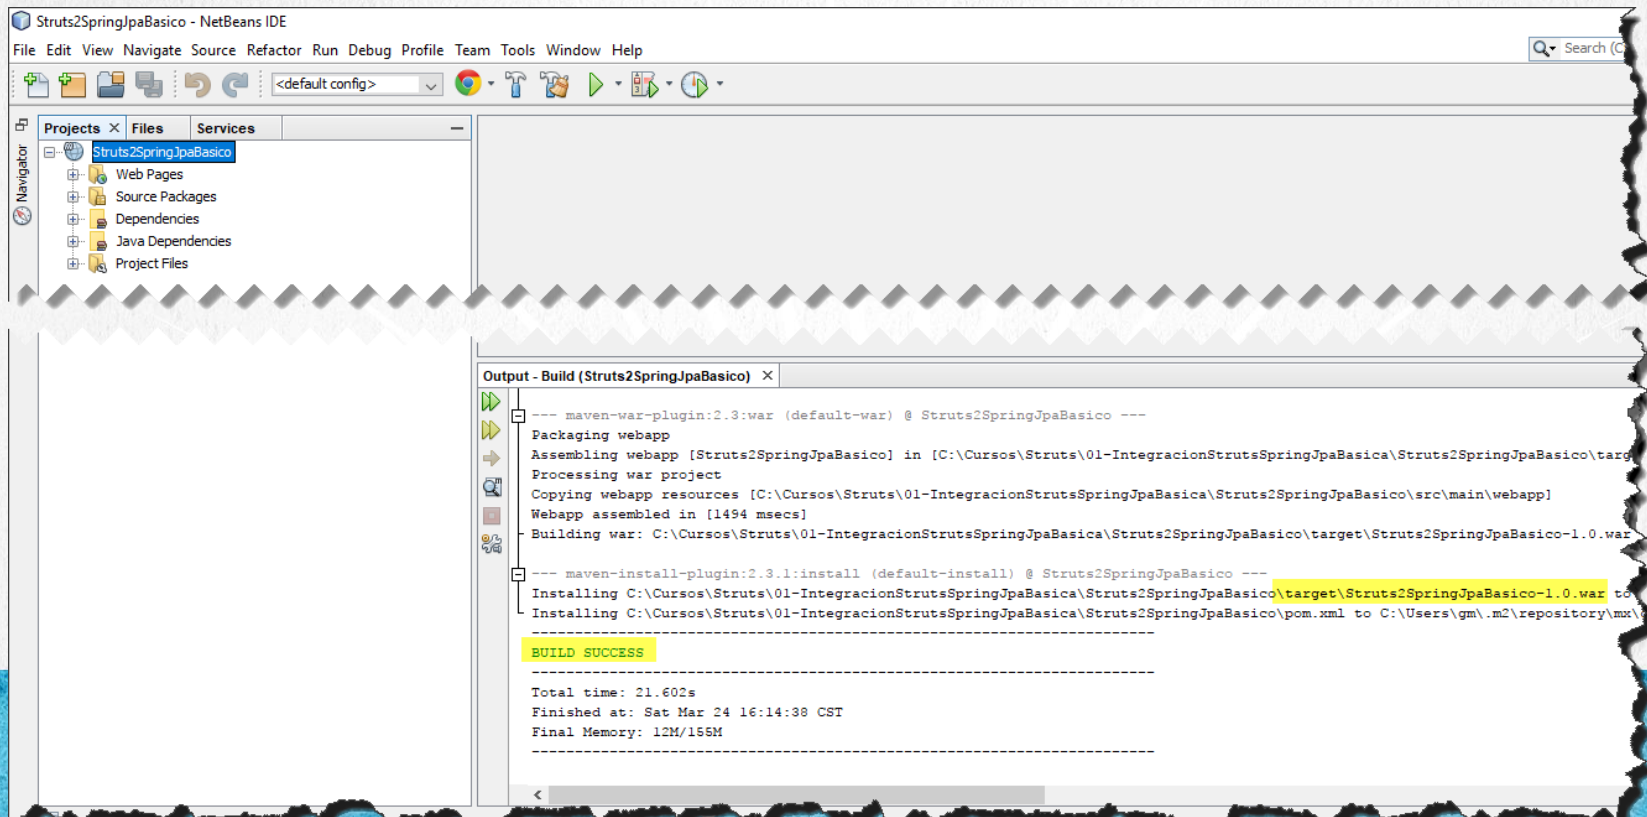 Struts2SpringJpaBasico - NetBeans IDE
File Edit View Navigate Source Refactor Run Debug Profile Team Tools Window Help
Search (C
<default config>
Projects Files Services
Navigator
Struts2SpringJpaBasico
Web Pages
Source Packages
Dependencies
Java Dependencies
Project Files
Output - Build (Struts2SpringJpaBasico)
--- maven-war-plugin:2.3:war (default-war) @ Struts2SpringJpaBasico ---
Packaging webapp
Assembling webapp [Struts2SpringJpaBasico] in [C:\Cursos\Struts\01-IntegracionStrutsSpringJpaBasica\Struts2SpringJpaBasico\targ
Processing war project
Copying webapp resources [C:\Cursos\Struts\01-IntegracionStrutsSpringJpaBasica\Struts2SpringJpaBasico\src\main\webapp]
Webapp assembled in [1494 msecs]
Building war: C:\Cursos\Struts\01-IntegracionStrutsSpringJpaBasica\Struts2SpringJpaBasico\target\Struts2SpringJpaBasico-1.0.war
--- maven-install-plugin:2.3.1:install (default-install) @ Struts2SpringJpaBasico ---
Installing C:\Cursos\Struts\01-IntegracionStrutsSpringJpaBasica\Struts2SpringJpaBasico\target\Struts2SpringJpaBasico-1.0.war to
Installing C:\Cursos\Struts\01-IntegracionStrutsSpringJpaBasica\Struts2SpringJpaBasico\pom.xml to C:\Users\gm\.m2\repository\mx\
------------------------------------------------------------------------
BUILD SUCCESS
------------------------------------------------------------------------
Total time: 21.602s
Finished at: Sat Mar 24 16:14:38 CST
Final Memory: 12M/155M
------------------------------------------------------------------------